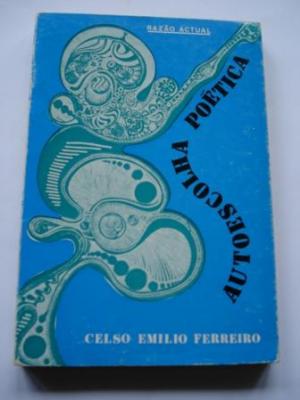 RAZÃO ACTUAL
AUTOESCOLHA POÉTICA
CELSO EMILIO FERREIRO